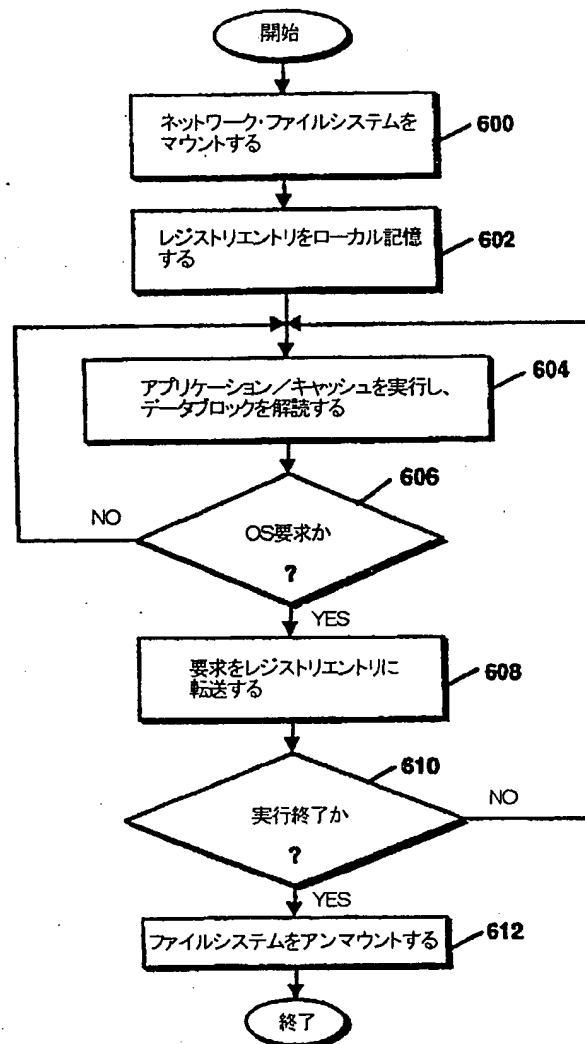 開始
ネットワーク・ファイルシステムを
マウントする
600
レジストリエントリをローカル記憶
する
602
アプリケーション／キャッシュを実行し、
データブロックを解読する
604
606
OS要求か
?
NO
YES
要求をレジストリエントリに
転送する
608
610
実行終了か
?
NO
YES
ファイルシステムをアンマウントする
612
終了